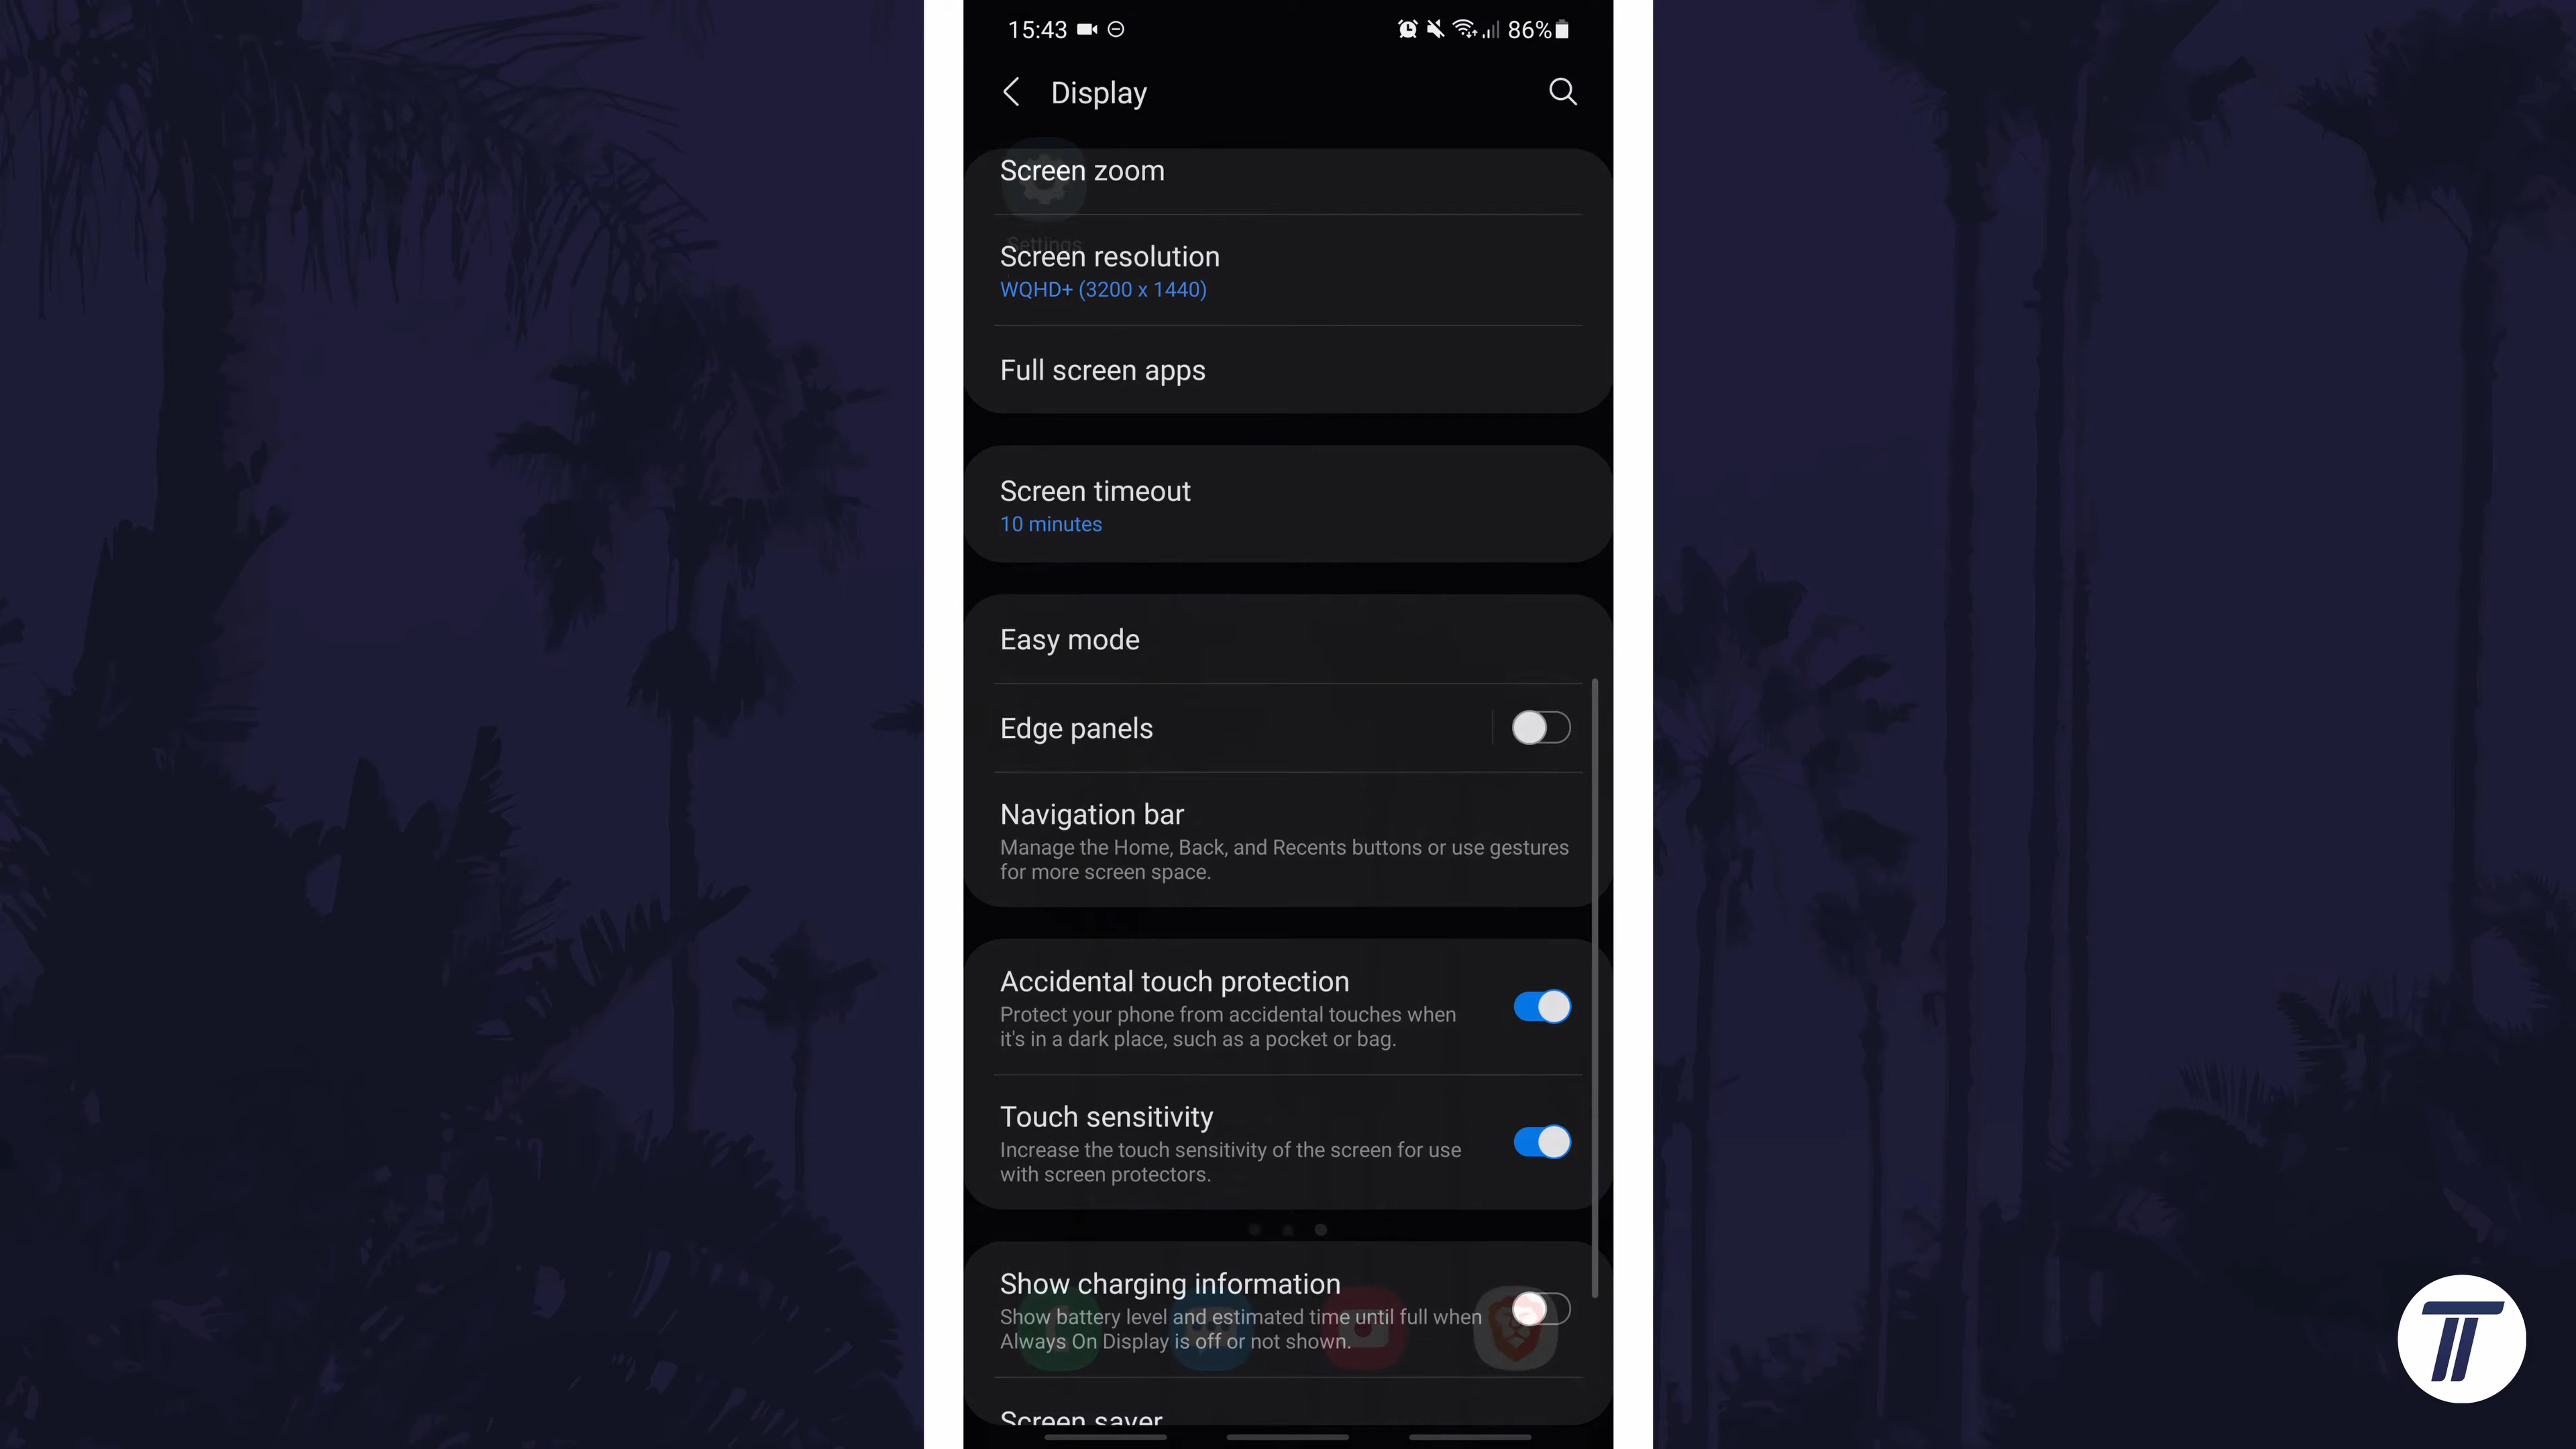 15:43
86%
Display
Screen zoom
Settings
Screen resolution
WQHD+ (3200 x 1440)
Full screen apps
Screen timeout
10 minutes
Easy mode
Edge panels
Navigation bar
Manage the Home, Back, and Recents buttons or use gestures
for more screen space.
Accidental touch protection
Protect your phone from accidental touches when
it's in a dark place, such as a pocket or bag.
Touch sensitivity
Increase the touch sensitivity of the screen for use
with screen protectors.
Show charging information
Show battery level and estimated time until full when
Always On Display is off or not shown.
Screen saver